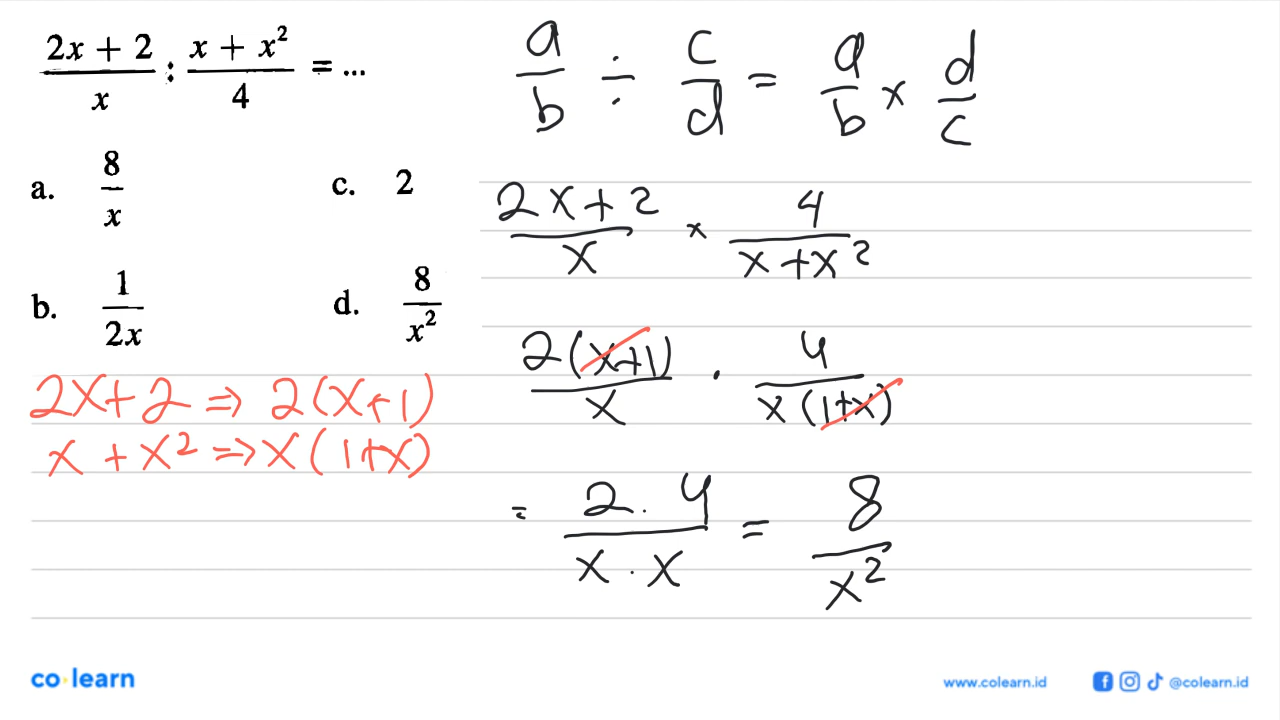 (2x + 2)/x : (x + x²)/4 = ...
a. 8/x
c. 2
b. 1/(2x)
d. 8/x²
2x+2 ⇒ 2(x+1)
x + x² ⇒ x(1+x)
a/b ÷ c/d = a/b × d/c
(2x+2)/x × 4/(x+x²)
2(x+1)/x · 4/(x(1+x))
= (2 · 4)/(x · x) = 8/x²
co learn
www.colearn.id @colearn.id